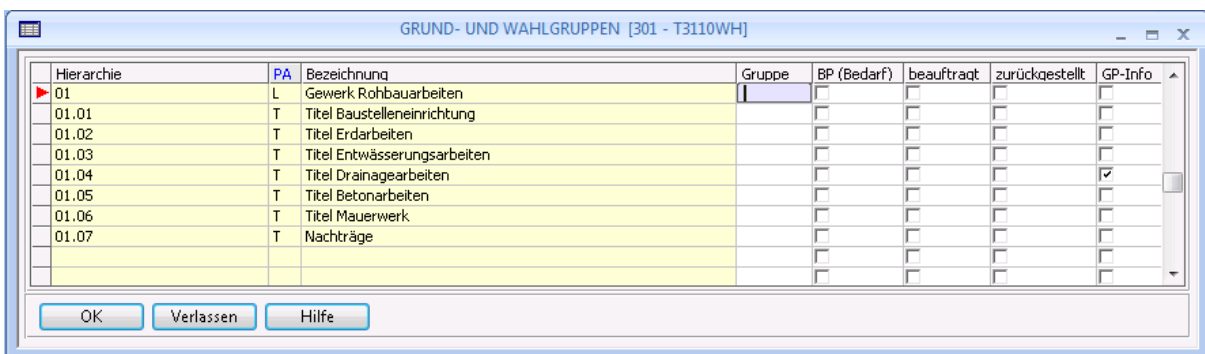 GRUND- UND WAHLGRUPPEN [301 - T3110WH]
Hierarchie PA Bezeichnung Gruppe BP (Bedarf) beauftragt zurückgestellt GP-Info
01 L Gewerk Rohbauarbeiten
01.01 T Titel Baustelleneinrichtung
01.02 T Titel Erdarbeiten
01.03 T Titel Entwässerungsarbeiten
01.04 T Titel Drainagearbeiten
01.05 T Titel Betonarbeiten
01.06 T Titel Mauerwerk
01.07 T Nachträge
OK Verlassen Hilfe